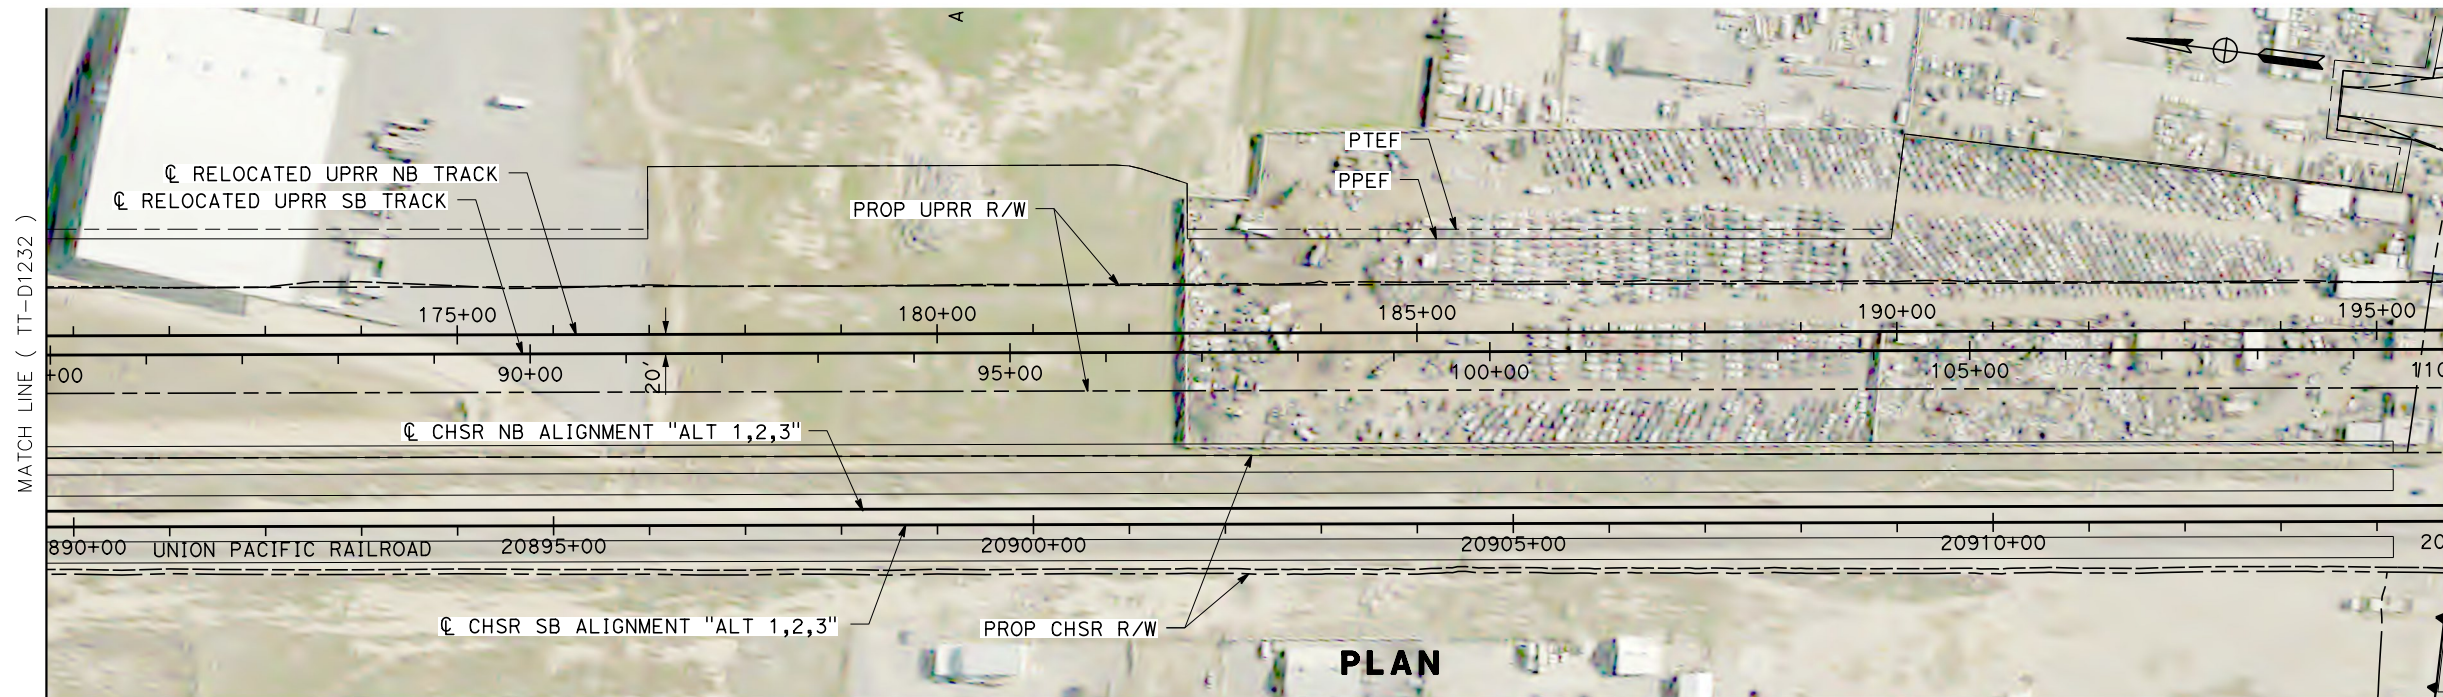 A
PTEF
PPEF
℄ RELOCATED UPRR NB TRACK
℄ RELOCATED UPRR SB TRACK
PROP UPRR R/W
MATCH LINE ( TT-D1232 )
175+00
180+00
185+00
190+00
195+00
20'
+00
90+00
95+00
100+00
105+00
110
℄ CHSR NB ALIGNMENT "ALT 1,2,3"
890+00
UNION PACIFIC RAILROAD
20895+00
20900+00
20905+00
20910+00
20
℄ CHSR SB ALIGNMENT "ALT 1,2,3"
PROP CHSR R/W
PLAN